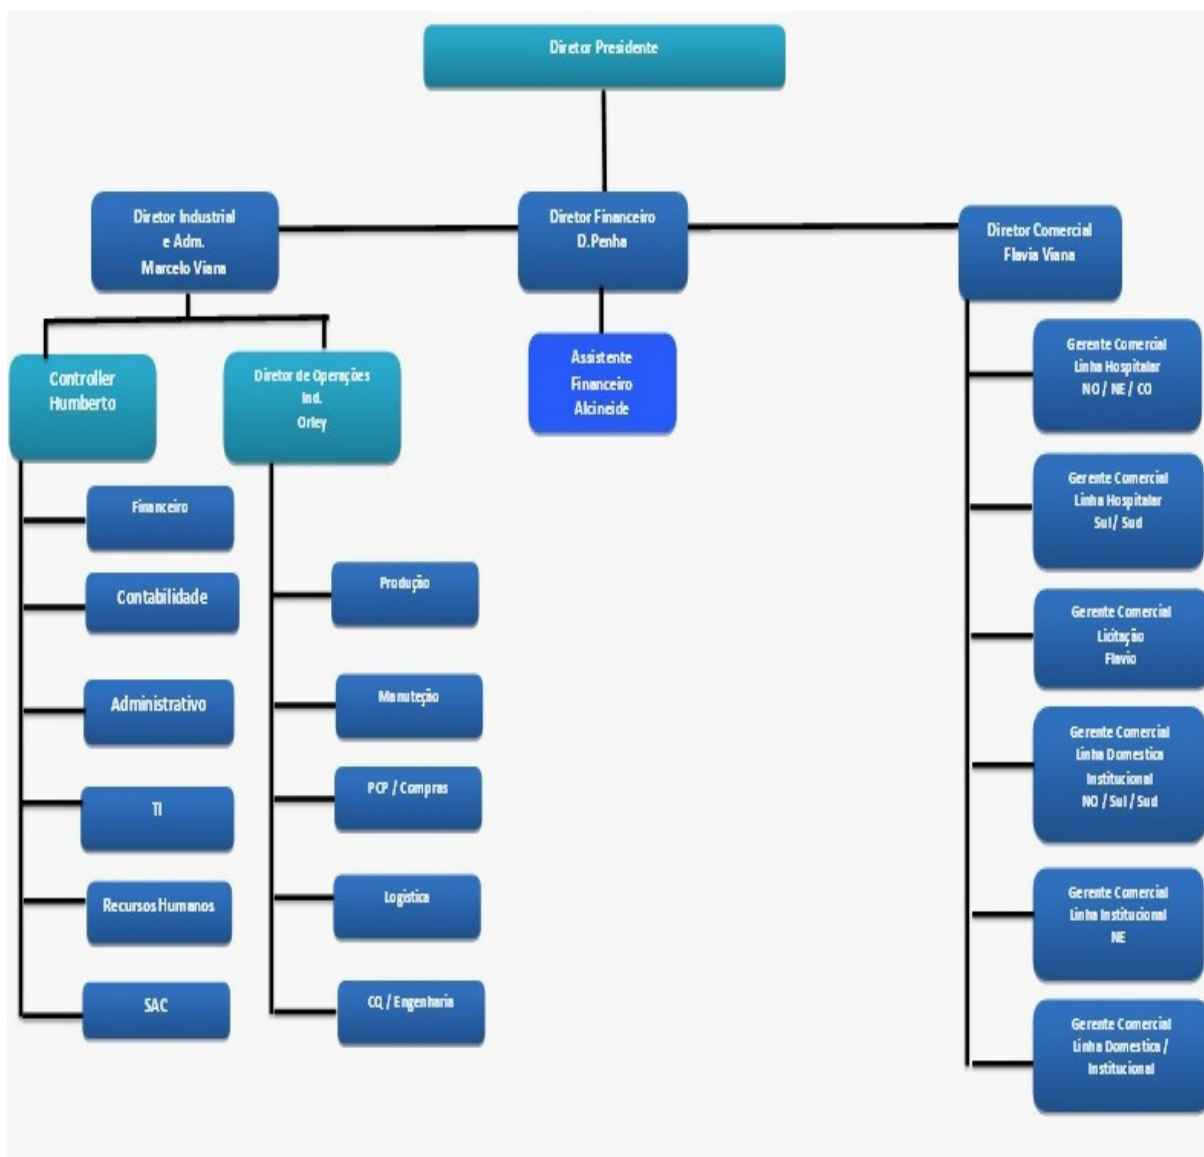 Diretor Presidente
Diretor Industrial
e Adm.
Marcelo Viana
Diretor Financeiro
D.Penha
Diretor Comercial
Flavia Viana
Controller
Humberto
Diretor de Operações
Ind.
Orley
Assistente
Financeiro
Alcineide
Financeiro
Contabilidade
Administrativo
TI
Recursos Humanos
SAC
Produção
Manuteção
PCP / Compras
Logística
CQ / Engenharia
Gerente Comercial
Linha Hospitalar
NO / NE / CO
Gerente Comercial
Linha Hospitalar
Sul / Sud
Gerente Comercial
Licitação
Flavio
Gerente Comercial
Linha Domestica
Institucional
NO / Sul / Sud
Gerente Comercial
Linha Institucional
NE
Gerente Comercial
Linha Domestica /
Institucional